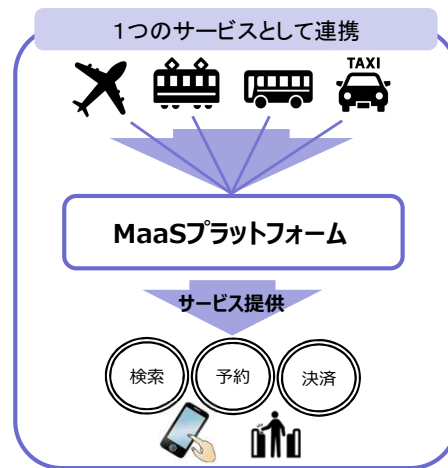 1つのサービスとして連携
TAXI
MaaSプラットフォーム
サービス提供
検索
予約
決済